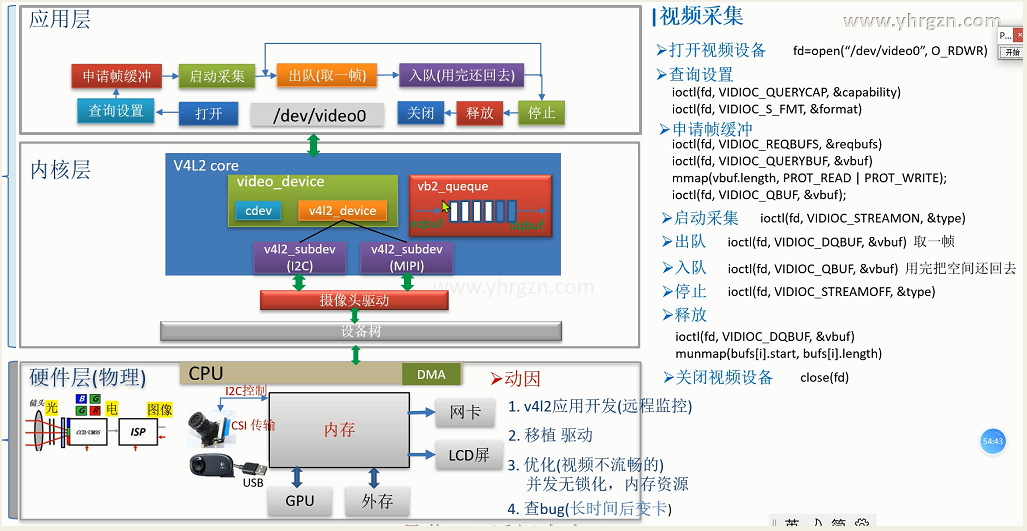 应用层
申请帧缓冲
启动采集
出队(取一帧)
入队(用完还回去)
查询设置
打开
/dev/video0
关闭
释放
停止
内核层
V4L2 core
video_device
cdev
v4l2_device
vb2_queque
qbuf
dqbuf
v4l2_subdev
(I2C)
v4l2_subdev
(MIPI)
www.yhrgzn.com
摄像头驱动
设备树
硬件层(物理)
CPU
DMA
镜头
光
B
G
G
R
电
图像
CCD/CMOS
ISP
I2C控制
CSI 传输
USB
内存
网卡
LCD屏
GPU
外存
动因
1. v4l2应用开发(远程监控)
2. 移植 驱动
3. 优化(视频不流畅的)
并发无锁化，内存资源
4. 查bug(长时间后变卡)
视频采集
www.yhrgzn.com
P...
开始
打开视频设备 fd=open(“/dev/video0”, O_RDWR)
查询设置
ioctl(fd, VIDIOC_QUERYCAP, &capability)
ioctl(fd, VIDIOC_S_FMT, &format)
申请帧缓冲
ioctl(fd, VIDIOC_REQBUFS, &reqbufs)
ioctl(fd, VIDIOC_QUERYBUF, &vbuf)
mmap(vbuf.length, PROT_READ | PROT_WRITE);
ioctl(fd, VIDIOC_QBUF, &vbuf);
启动采集 ioctl(fd, VIDIOC_STREAMON, &type)
出队 ioctl(fd, VIDIOC_DQBUF, &vbuf) 取一帧
入队 ioctl(fd, VIDIOC_QBUF, &vbuf) 用完把空间还回去
停止 ioctl(fd, VIDIOC_STREAMOFF, &type)
释放
ioctl(fd, VIDIOC_DQBUF, &vbuf)
munmap(bufs[i].start, bufs[i].length)
关闭视频设备 close(fd)
54:43
英 简